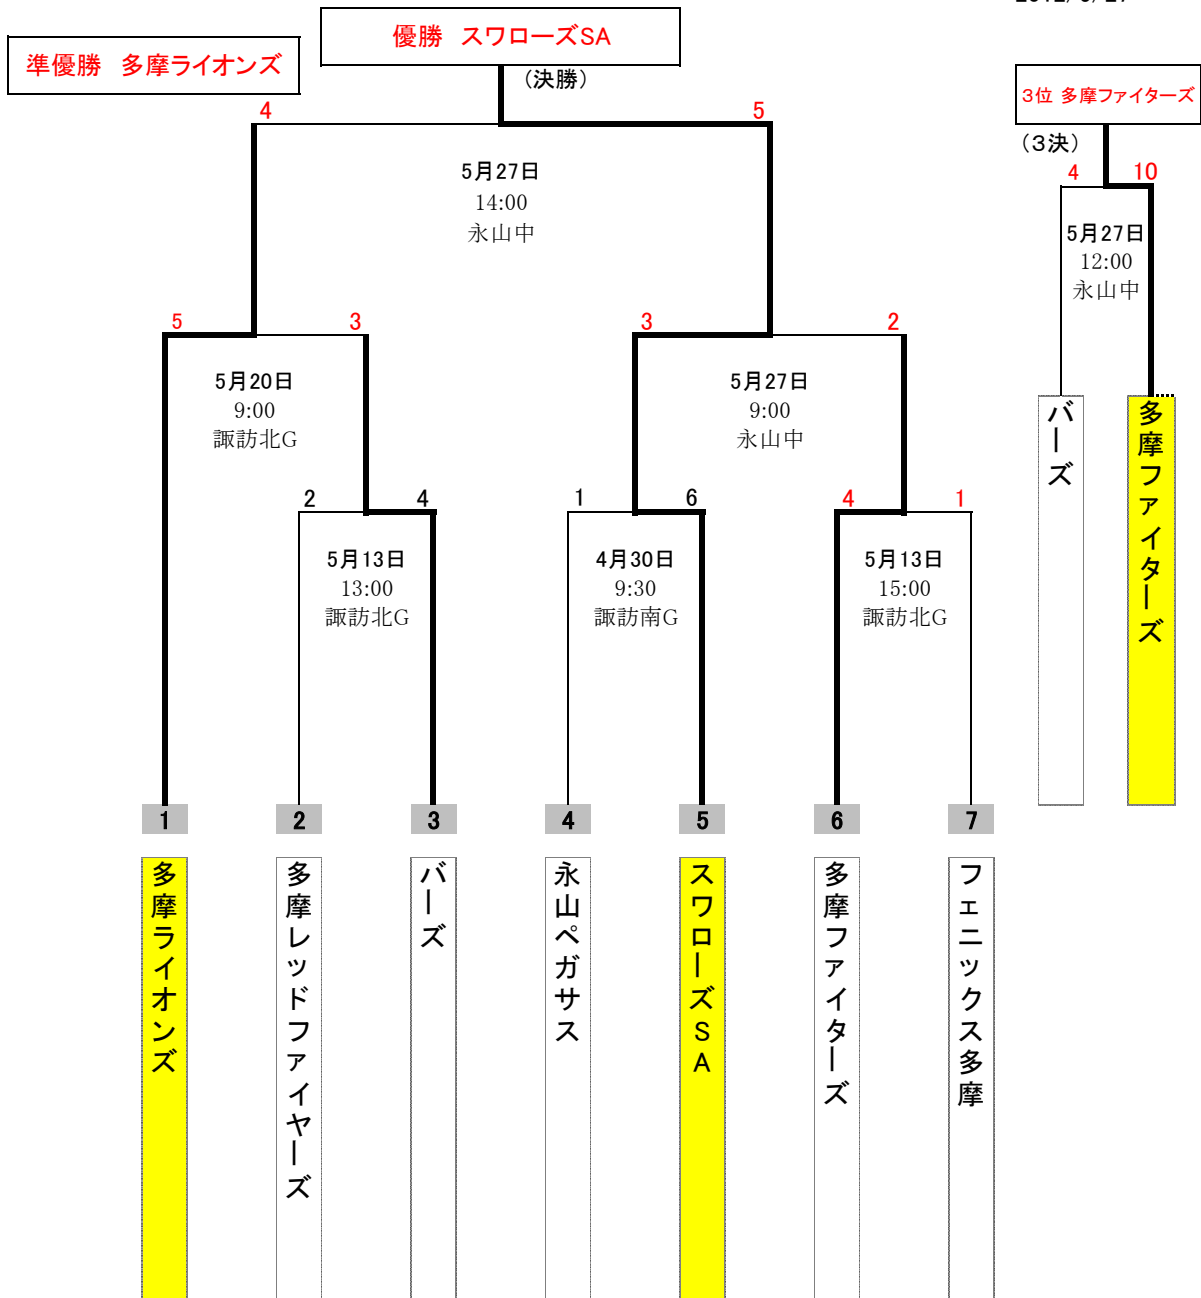 優勝　スワローズSA
準優勝　多摩ライオンズ
(決勝)
3位 多摩ファイターズ
(3決)
4
5
4
10
5月27日
14:00
永山中
5月27日
12:00
永山中
5
3
3
2
5月20日
9:00
諏訪北G
5月27日
9:00
永山中
バーズ
多摩ファイターズ
2
4
1
6
4
1
5月13日
13:00
諏訪北G
4月30日
9:30
諏訪南G
5月13日
15:00
諏訪北G
1
2
3
4
5
6
7
多摩ライオンズ
多摩レッドファイヤーズ
バーズ
永山ペガサス
スワローズSA
多摩ファイターズ
フェニックス多摩